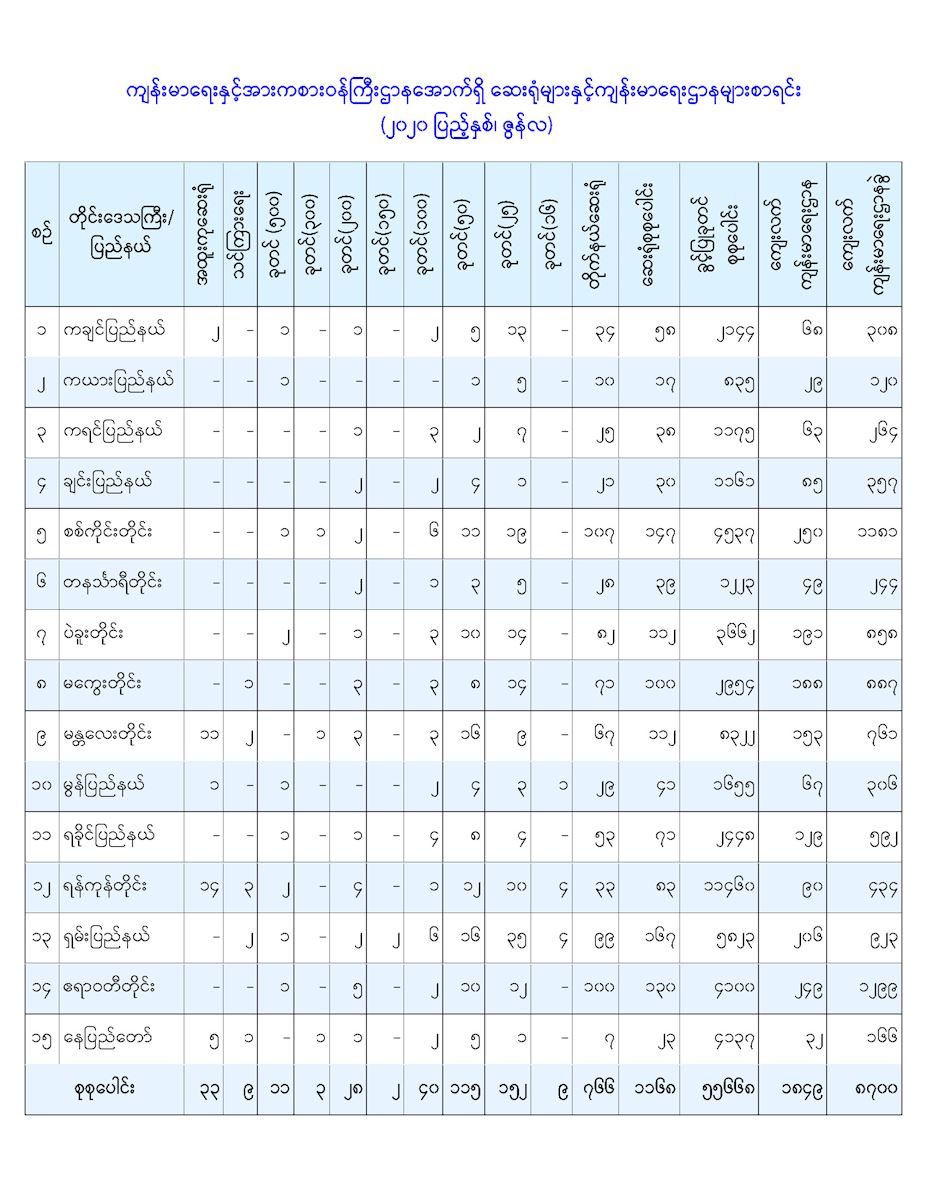 ကျန်းမာရေးနှင့်အားကစားဝန်ကြီးဌာနအောက်ရှိ ဆေးရုံများနှင့်ကျန်းမာရေးဌာနများစာရင်း
(၂၀၂၀ ပြည့်နှစ်၊ ဇွန်လ)
စဉ် တိုင်းဒေသကြီး/ပြည်နယ် အထူးကုဆေးရုံ သင်ကြားရေး ခုတင် (၅၀၀) ခုတင်(၃၀၀) ခုတင်(၂၀၀) ခုတင်(၁၅၀) ခုတင်(၁၀၀) ခုတင်(၅၀) ခုတင်(၂၅) ခုတင်(၁၆) တိုက်နယ်ဆေးရုံ ဆေးရုံစုစုပေါင်း ခွင့်ပြုခုတင် စုစုပေါင်း ကျေးလက် ကျန်းမာရေးဌာန ကျေးလက် ကျန်းမာရေးဌာနခွဲ
၁ ကချင်ပြည်နယ် ၂ - ၁ - ၁ - ၂ ၅ ၁၃ - ၃၄ ၅၈ ၂၁၄၄ ၆၈ ၃၀၈
၂ ကယားပြည်နယ် - - ၁ - - - - ၁ ၅ - ၁၀ ၁၇ ၈၃၅ ၂၉ ၁၂၀
၃ ကရင်ပြည်နယ် - - - - ၁ - ၃ ၂ ၇ - ၂၅ ၃၈ ၁၁၇၅ ၆၃ ၂၆၄
၄ ချင်းပြည်နယ် - - - - ၂ - ၂ ၄ ၁ - ၂၁ ၃၀ ၁၁၆၁ ၈၅ ၃၅၇
၅ စစ်ကိုင်းတိုင်း - - ၁ ၁ ၂ - ၆ ၁၁ ၁၉ - ၁၀၇ ၁၄၇ ၄၅၃၇ ၂၅၀ ၁၁၈၁
၆ တနင်္သာရီတိုင်း - - - - ၂ - ၁ ၃ ၅ - ၂၈ ၃၉ ၁၂၂၃ ၄၉ ၂၄၄
၇ ပဲခူးတိုင်း - - ၂ - ၁ - ၃ ၁၀ ၁၄ - ၈၂ ၁၁၂ ၃၆၆၂ ၁၉၁ ၈၅၈
၈ မကွေးတိုင်း - ၁ - - ၃ - ၃ ၈ ၁၄ - ၇၁ ၁၀၀ ၂၉၅၄ ၁၈၈ ၈၈၇
၉ မန္တလေးတိုင်း ၁၁ ၂ - ၁ ၃ - ၃ ၁၆ ၉ - ၆၇ ၁၁၂ ၈၃၂၂ ၁၅၃ ၇၆၁
၁၀ မွန်ပြည်နယ် ၁ - ၁ - - - ၂ ၄ ၃ ၁ ၂၉ ၄၁ ၁၆၅၅ ၆၇ ၃၀၆
၁၁ ရခိုင်ပြည်နယ် - - ၁ - ၁ - ၄ ၈ ၄ - ၅၃ ၇၁ ၂၄၄၈ ၁၂၉ ၅၉၂
၁၂ ရန်ကုန်တိုင်း ၁၄ ၃ ၂ - ၄ - ၁ ၁၂ ၁၀ ၄ ၃၃ ၈၃ ၁၁၄၆၀ ၉၀ ၄၃၄
၁၃ ရှမ်းပြည်နယ် - ၂ ၁ - ၂ ၂ ၆ ၁၆ ၃၅ ၄ ၉၉ ၁၆၇ ၅၈၂၃ ၂၀၆ ၉၂၃
၁၄ ဧရာဝတီတိုင်း - - ၁ - ၅ - ၂ ၁၀ ၁၂ - ၁၀၀ ၁၃၀ ၄၁၀၀ ၂၄၉ ၁၂၉၉
၁၅ နေပြည်တော် ၅ ၁ - ၁ ၁ - ၂ ၅ ၁ - ၇ ၂၃ ၄၁၃၇ ၃၂ ၁၆၆
စုစုပေါင်း ၃၃ ၉ ၁၁ ၃ ၂၈ ၂ ၄၀ ၁၁၅ ၁၅၂ ၉ ၇၆၆ ၁၁၆၈ ၅၅၆၆၈ ၁၈၄၉ ၈၇၀၀